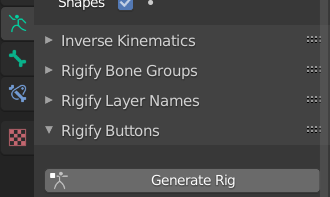 Shapes
Inverse Kinematics
Rigify Bone Groups
Rigify Layer Names
Rigify Buttons
Generate Rig